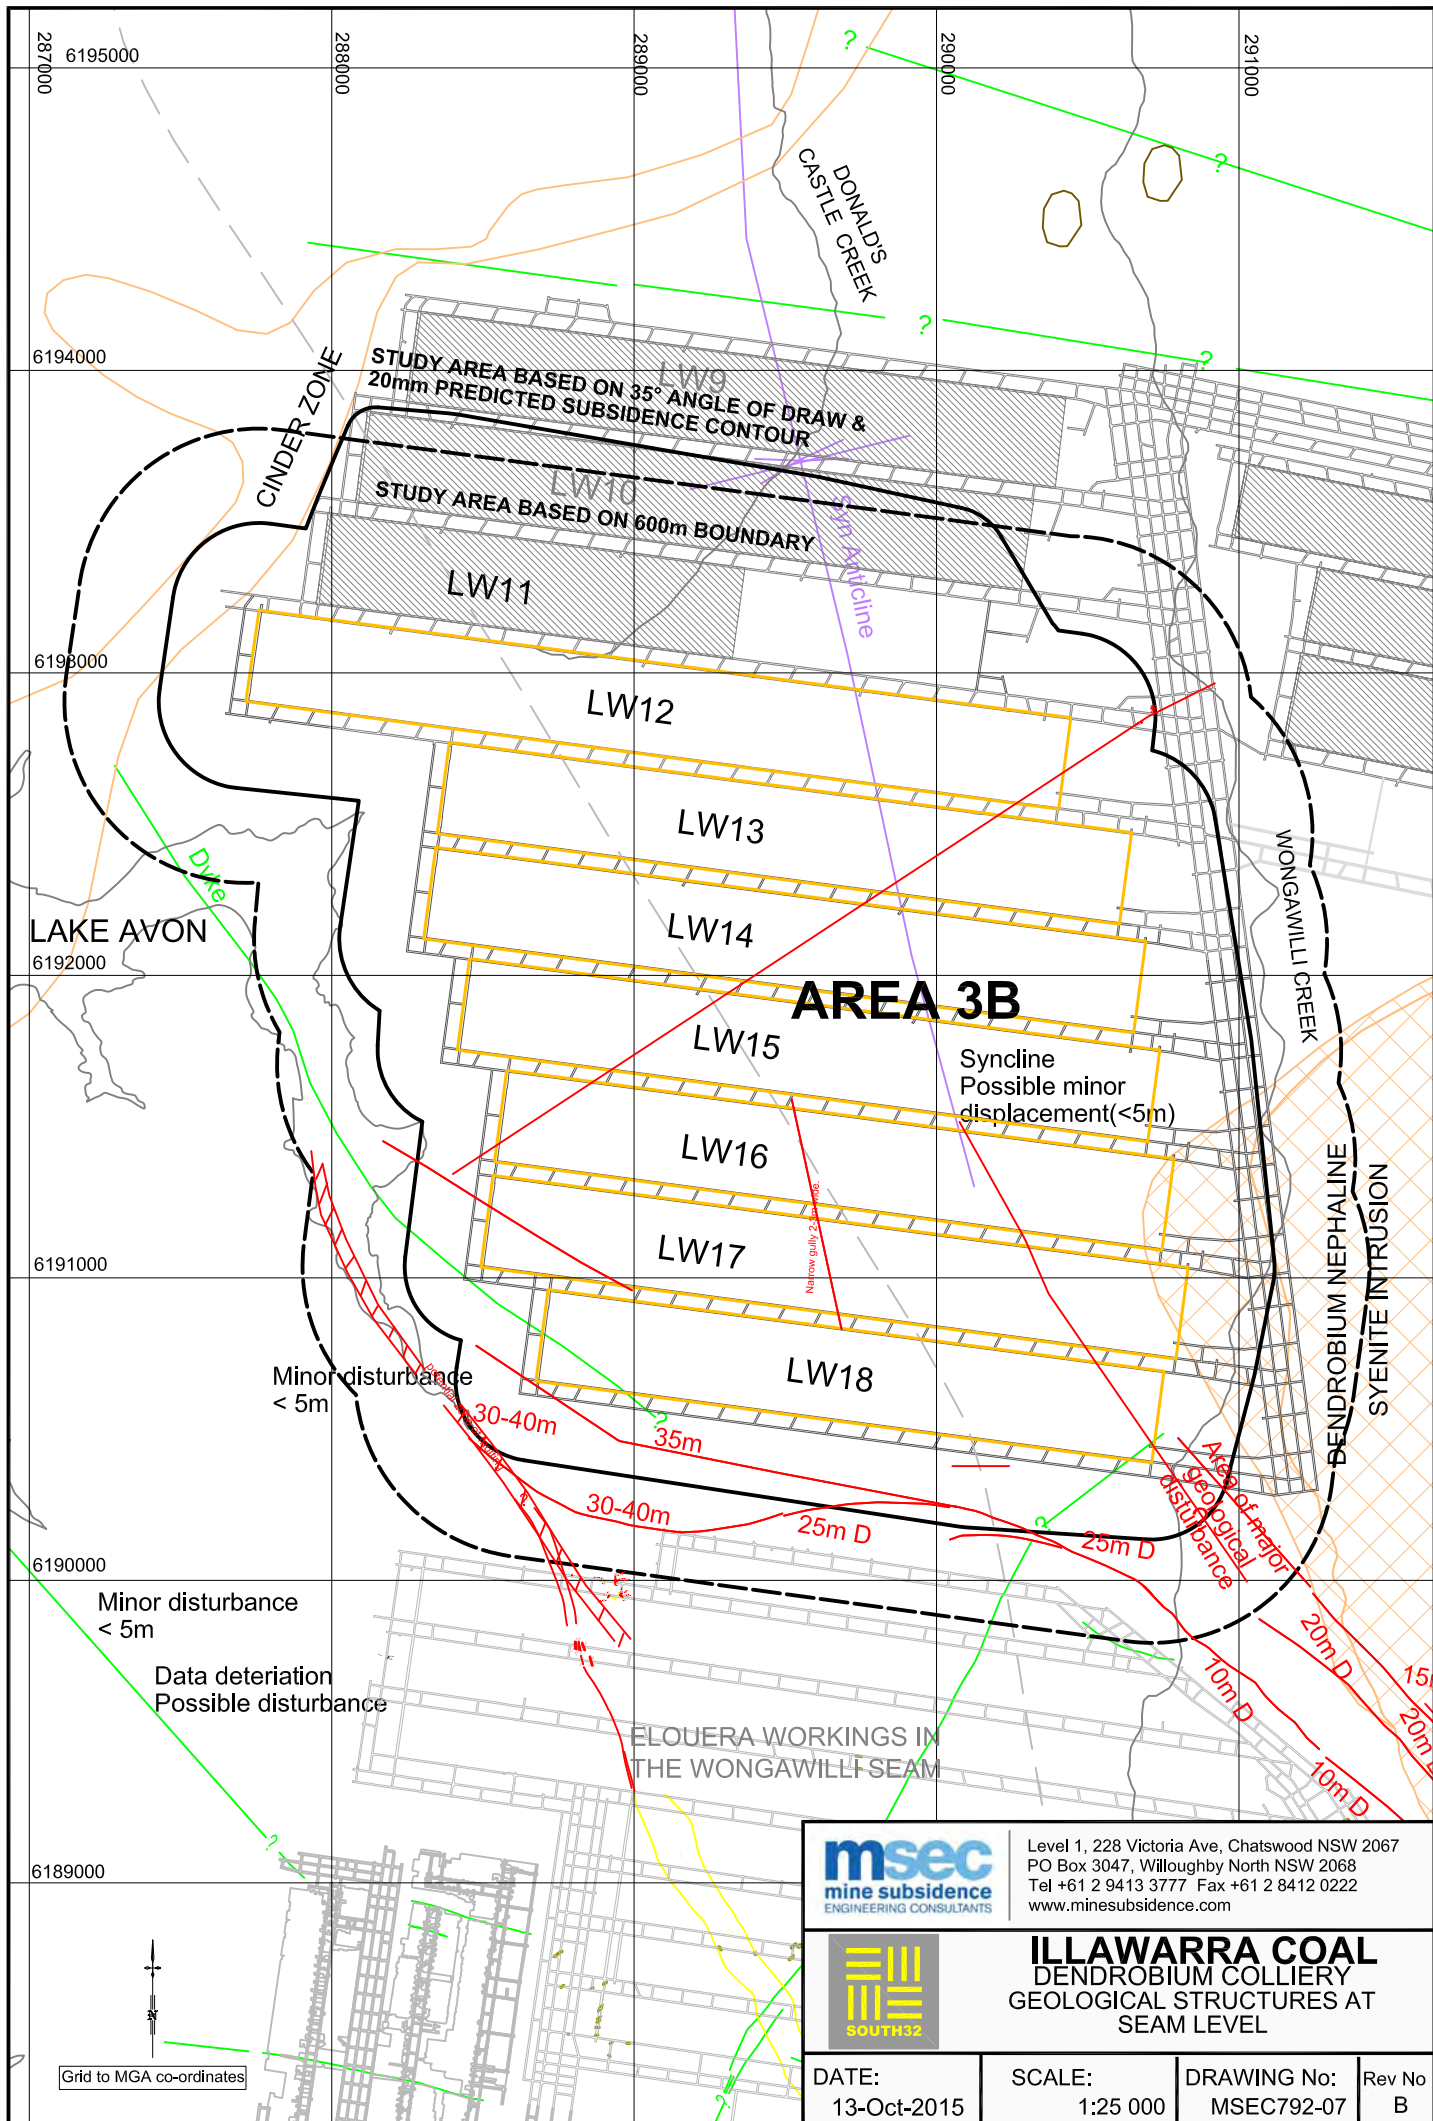 287000
288000
289000
290000
291000
6195000
?
?
DONALD'S
CASTLE CREEK
6194000
CINDER ZONE
STUDY AREA BASED ON 35° ANGLE OF DRAW &
20mm PREDICTED SUBSIDENCE CONTOUR
LW9
?
?
LW10
STUDY AREA BASED ON 600m BOUNDARY
LW11
Syn Anticline
6193000
LW12
LW13
Dyke
WONGAWILLI CREEK
LAKE AVON
LW14
6192000
AREA 3B
LW15
Syncline
Possible minor
displacement(<5m)
LW16
Narrow gully 2-3m wide.
DENDROBIUM NEPHALINE
SYENITE INTRUSION
LW17
6191000
LW18
Minor disturbance
< 5m
30-40m
?
35m
30-40m
25m D
?
25m D
Area of major
geological
disturbance
6190000
Minor disturbance
< 5m
Data deteriation
Possible disturbance
20m D
10m D
20m D
10m D
ELOUERA WORKINGS IN
THE WONGAWILLI SEAM
?
6189000
N
Grid to MGA co-ordinates
?
msec
mine subsidence
ENGINEERING CONSULTANTS
Level 1, 228 Victoria Ave, Chatswood NSW 2067
PO Box 3047, Willoughby North NSW 2068
Tel +61 2 9413 3777 Fax +61 2 8412 0222
www.minesubsidence.com
SOUTH32
ILLAWARRA COAL
DENDROBIUM COLLIERY
GEOLOGICAL STRUCTURES AT
SEAM LEVEL
DATE:
13-Oct-2015
SCALE:
1:25 000
DRAWING No:
MSEC792-07
Rev No
B